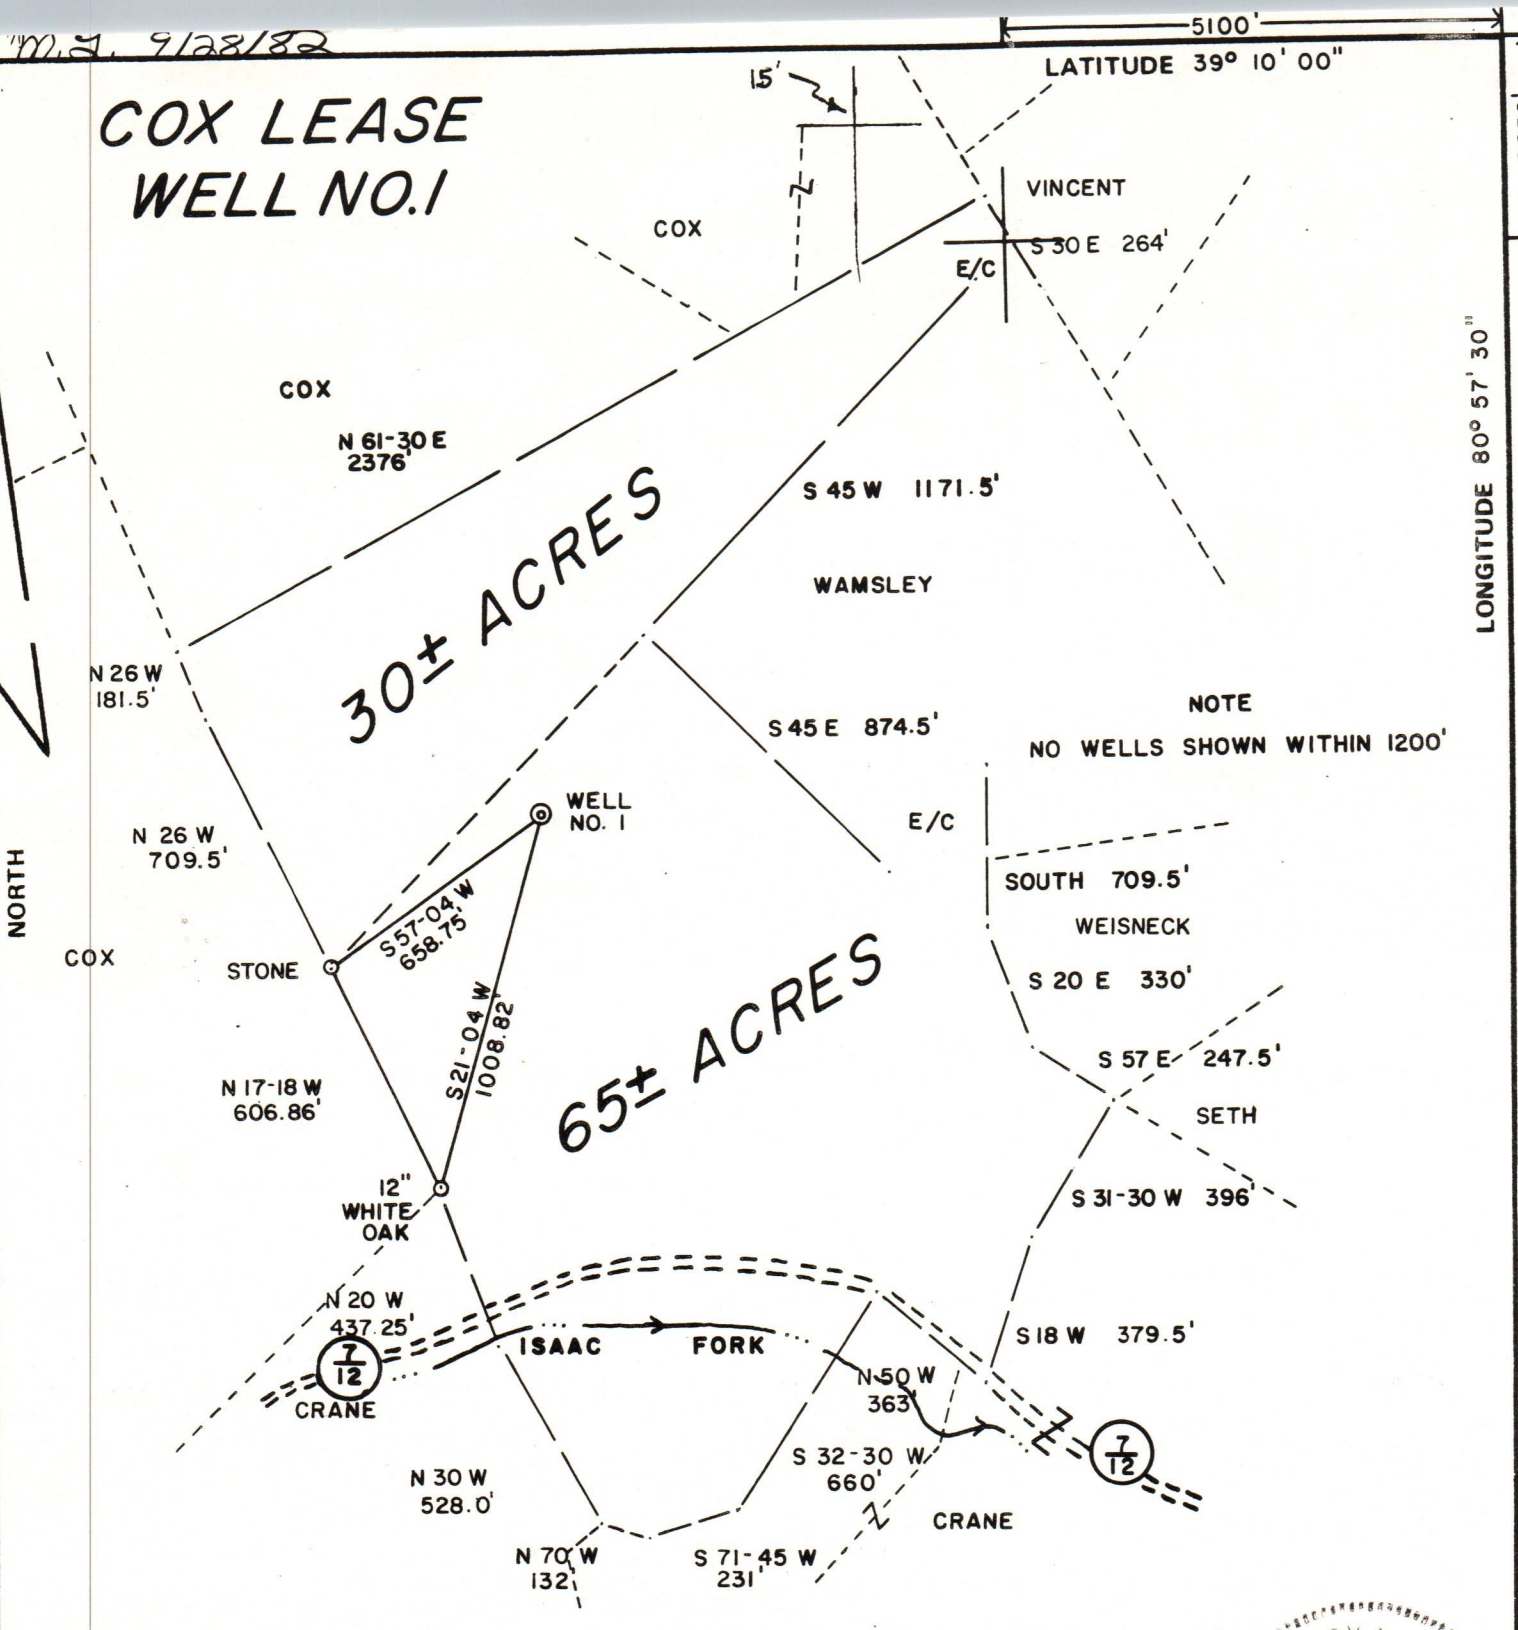 M.J. 9/28/82
5100'
LATITUDE 39° 10' 00"
15'
COX LEASE
WELL NO.1
VINCENT
COX
S 30 E 264'
E/C
LONGITUDE 80° 57' 30"
COX
N 61-30 E
2376'
S 45 W 1171.5'
30± ACRES
WAMSLEY
N 26 W
181.5'
NOTE
NO WELLS SHOWN WITHIN 1200'
S 45 E 874.5'
WELL
NO. 1
E/C
N 26 W
709.5'
NORTH
SOUTH 709.5'
WEISNECK
S 57-04 W
658.75'
COX
STONE
S 20 E 330'
S 21-04 W
1008.82'
65± ACRES
S 57 E 247.5'
N 17-18 W
606.86'
SETH
12"
WHITE
OAK
S 31-30 W 396'
N 20 W
437.25'
7
12
ISAAC FORK
S 18 W 379.5'
CRANE
N 50 W
363'
7
12
S 32-30 W
660'
N 30 W
528.0'
CRANE
N 70 W
132'
S 71-45 W
231'